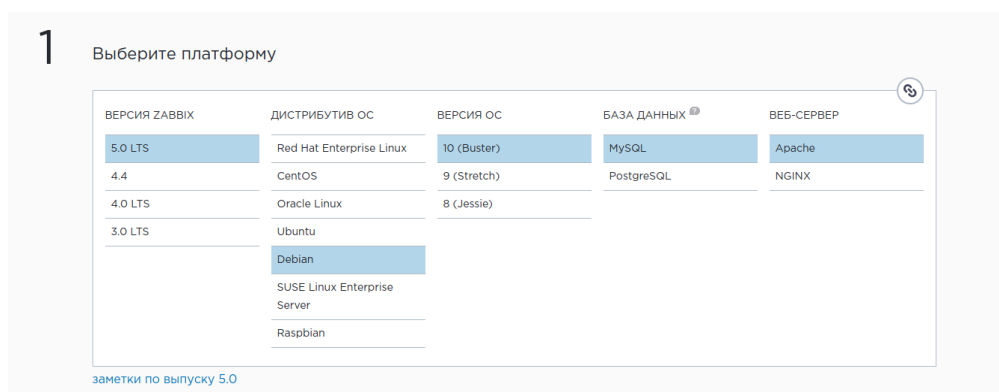 1
Выберите платформу
ВЕРСИЯ ZABBIX
5.0 LTS
4.4
4.0 LTS
3.0 LTS
ДИСТРИБУТИВ ОС
Red Hat Enterprise Linux
CentOS
Oracle Linux
Ubuntu
Debian
SUSE Linux Enterprise
Server
Raspbian
ВЕРСИЯ ОС
10 (Buster)
9 (Stretch)
8 (Jessie)
БАЗА ДАННЫХ ?
MySQL
PostgreSQL
ВЕБ-СЕРВЕР
Apache
NGINX
заметки по выпуску 5.0